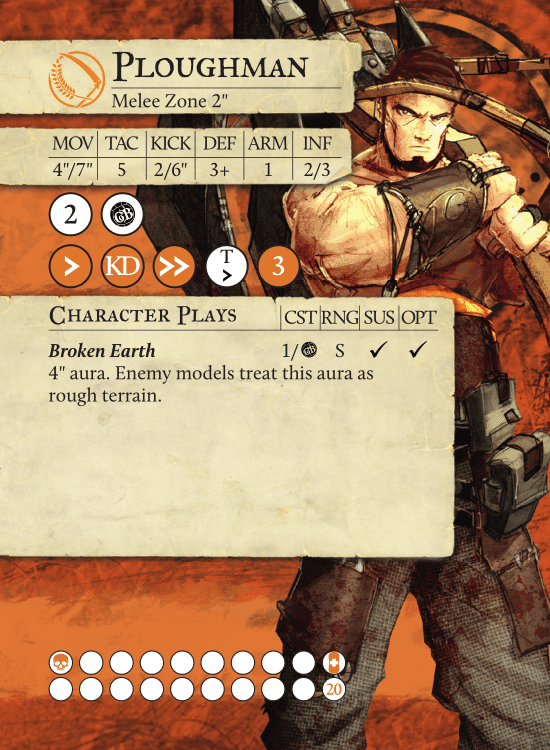 Ploughman
Melee Zone 2"
MOV TAC KICK DEF ARM INF
4"/7" 5 2/6" 3+ 1 2/3
2 GB
> KD >> T > 3
Character Plays CST RNG SUS OPT
Broken Earth 1/GB S ✓ ✓
4" aura. Enemy models treat this aura as
rough terrain.
20